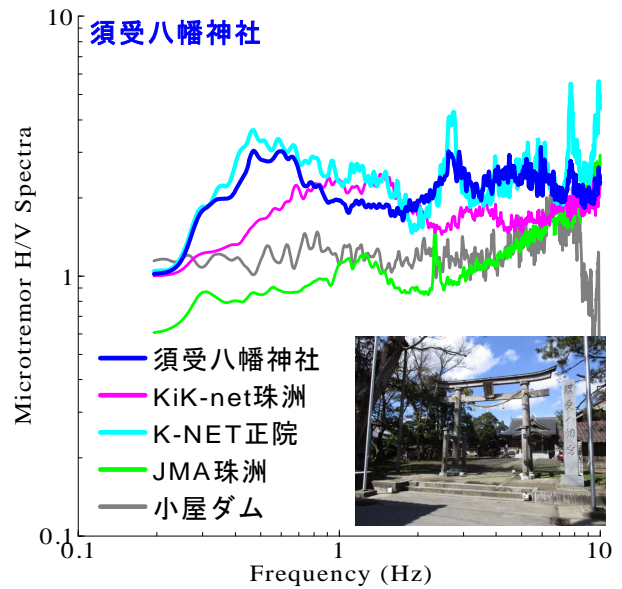 須受八幡神社
10
1
0.1
Microtremor H/V Spectra
須受八幡神社
KiK-net珠洲
K-NET正院
JMA珠洲
小屋ダム
0.1
1
10
Frequency (Hz)